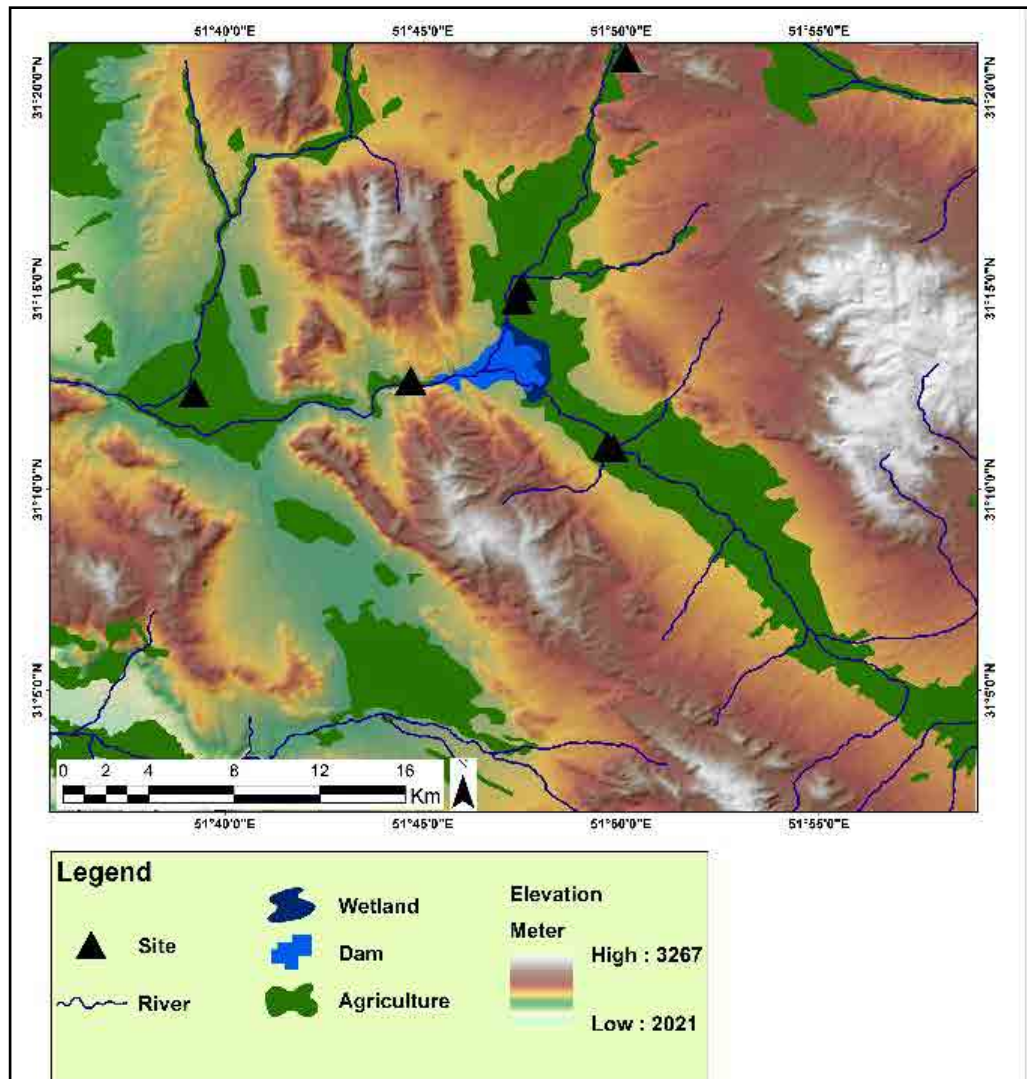 51°40'0"E 51°45'0"E 51°50'0"E 51°55'0"E
31°20'0"N
31°15'0"N
31°10'0"N
31°5'0"N
31°20'0"N
31°15'0"N
31°10'0"N
31°5'0"N
0 2 4 8 12 16
Km
N
51°40'0"E 51°45'0"E 51°50'0"E 51°55'0"E
Legend
Site
River
Wetland
Dam
Agriculture
Elevation
Meter
High : 3267
Low : 2021